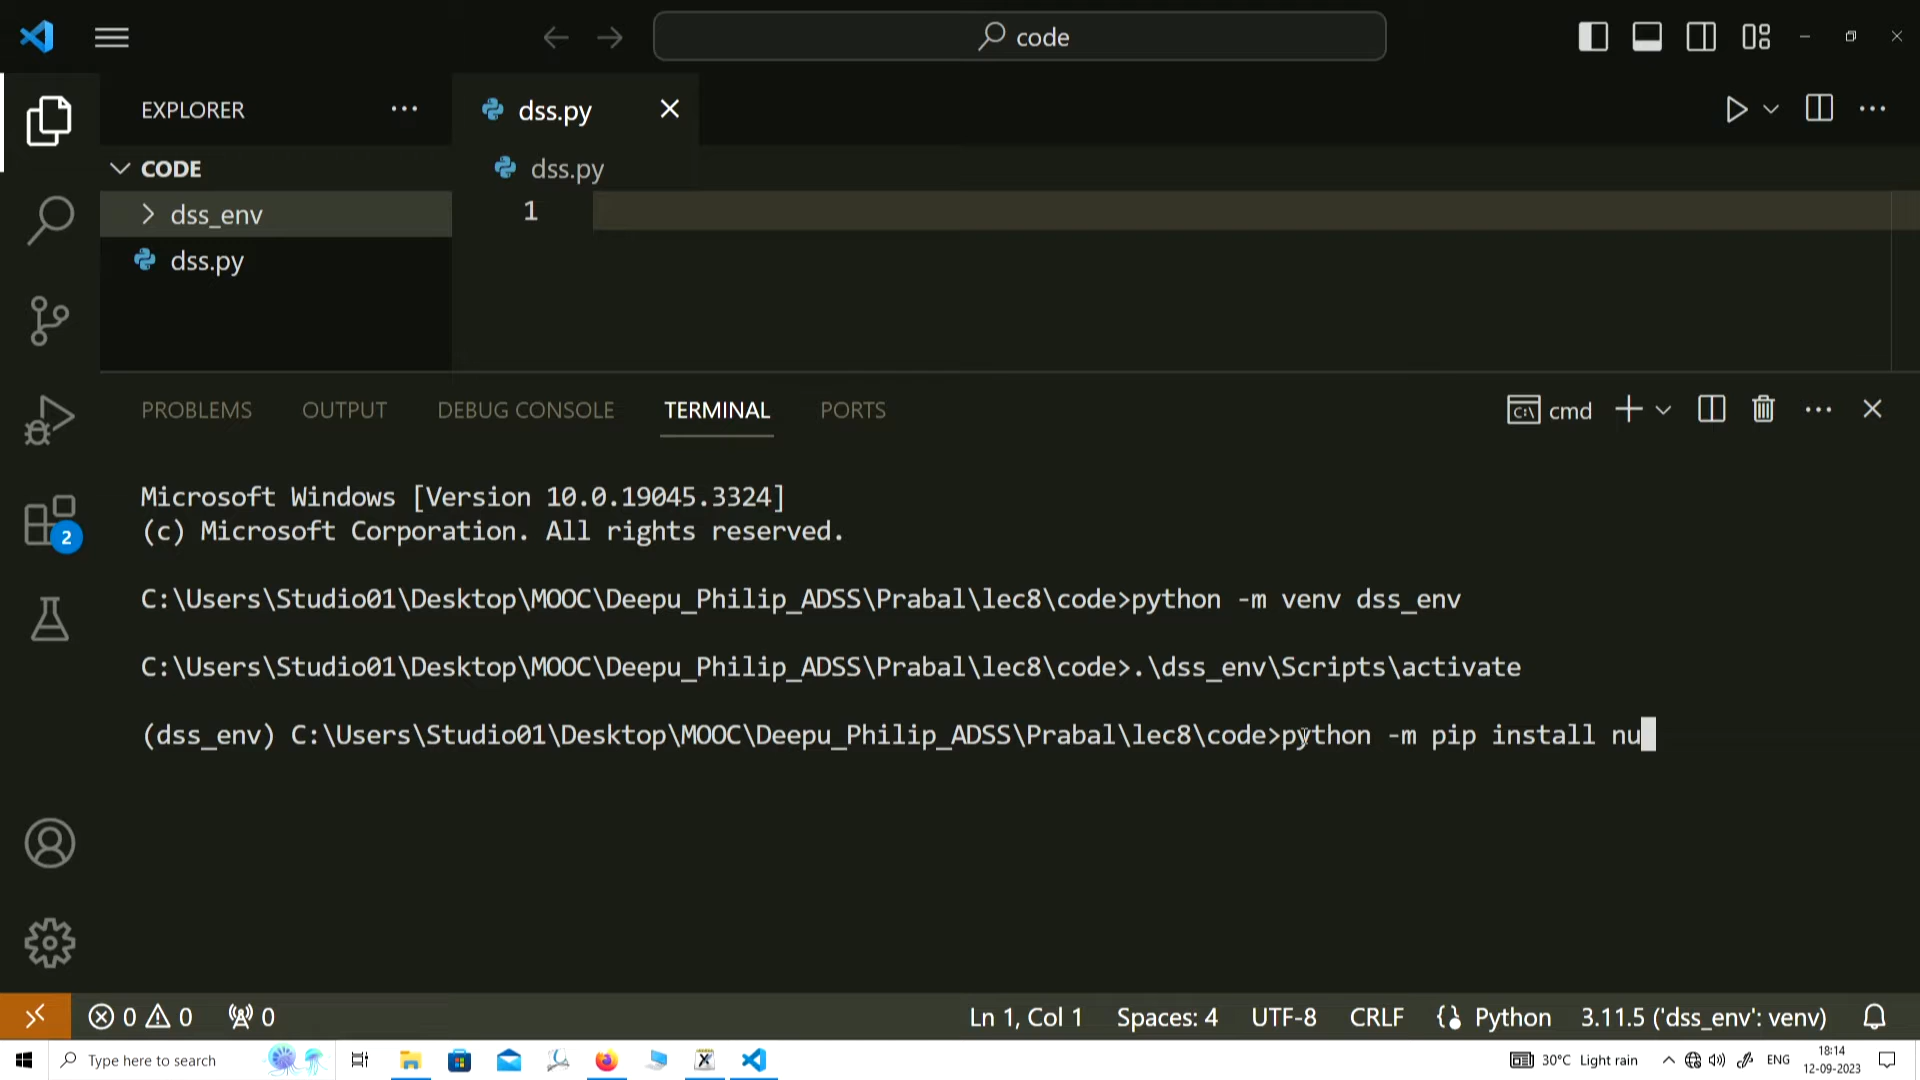 code
EXPLORER
dss.py
CODE
dss.py
dss_env
1
dss.py
PROBLEMS
OUTPUT
DEBUG CONSOLE
TERMINAL
PORTS
cmd
2
Microsoft Windows [Version 10.0.19045.3324]
(c) Microsoft Corporation. All rights reserved.
C:\Users\Studio01\Desktop\MOOC\Deepu_Philip_ADSS\Prabal\lec8\code>python -m venv dss_env
C:\Users\Studio01\Desktop\MOOC\Deepu_Philip_ADSS\Prabal\lec8\code>.\dss_env\Scripts\activate
(dss_env) C:\Users\Studio01\Desktop\MOOC\Deepu_Philip_ADSS\Prabal\lec8\code>python -m pip install nu
0 0 0
Ln 1, Col 1
Spaces: 4
UTF-8
CRLF
Python
3.11.5 ('dss_env': venv)
Type here to search
30°C Light rain
ENG
18:14
12-09-2023